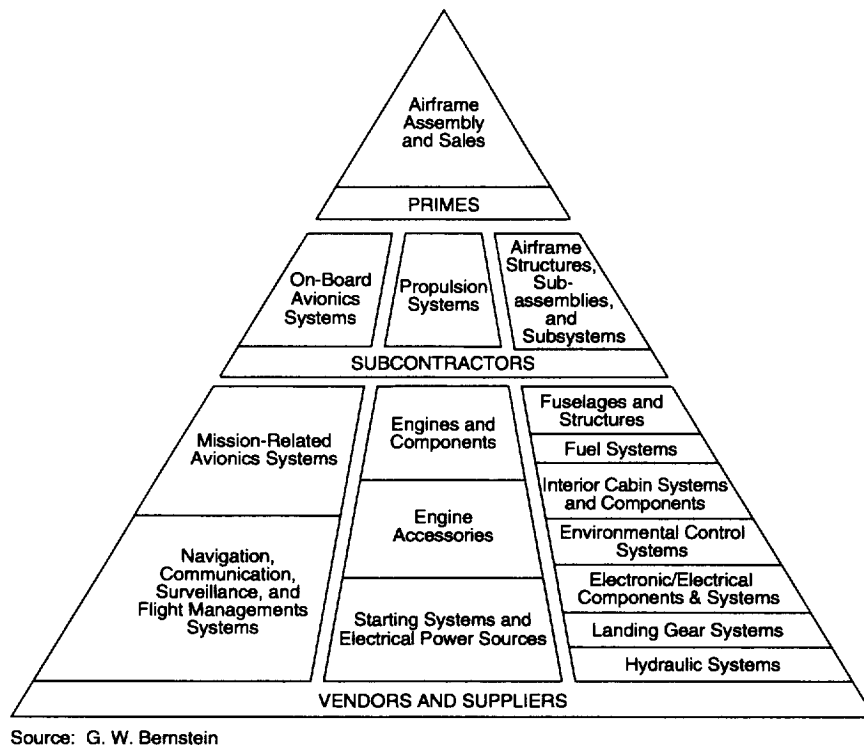 Airframe
Assembly
and Sales
PRIMES
On-Board
Avionics
Systems
Propulsion
Systems
Airframe
Structures,
Sub-
assemblies,
and
Subsystems
SUBCONTRACTORS
Mission-Related
Avionics Systems
Navigation,
Communication,
Surveillance, and
Flight Managements
Systems
Engines and
Components
Engine
Accessories
Starting Systems and
Electrical Power Sources
Fuselages and
Structures
Fuel Systems
Interior Cabin Systems
and Components
Environmental Control
Systems
Electronic/Electrical
Components & Systems
Landing Gear Systems
Hydraulic Systems
VENDORS AND SUPPLIERS
Source: G. W. Bernstein